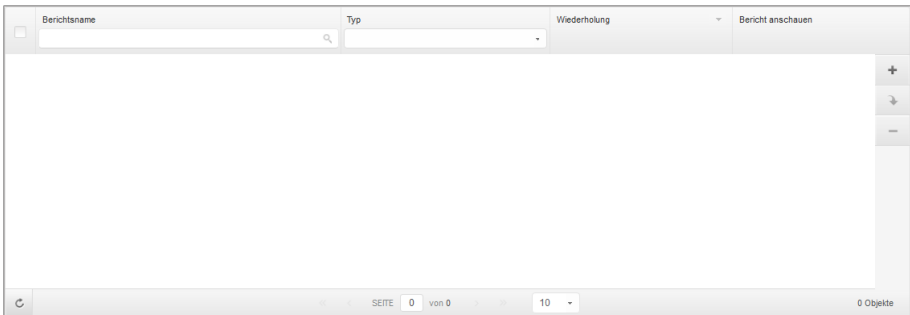 Berichtsname Typ Wiederholung Bericht anschauen
SEITE 0 von 0 10 0 Objekte